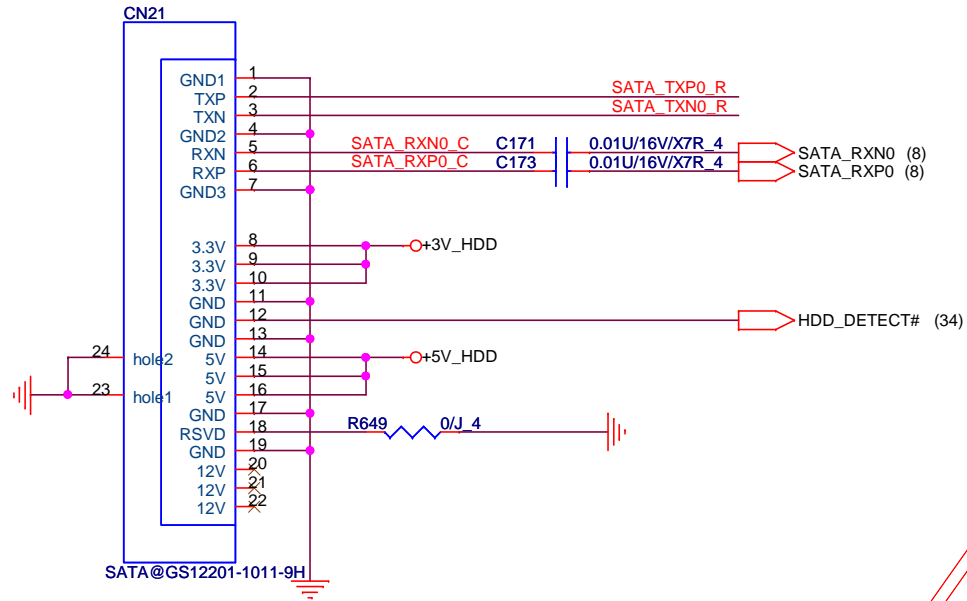 CN21
GND1 1
TXP 2 SATA_TXP0_R
TXN 3 SATA_TXN0_R
GND2 4
RXN 5 SATA_RXN0_C C171 0.01U/16V/X7R_4 SATA_RXN0 (8)
RXP 6 SATA_RXP0_C C173 0.01U/16V/X7R_4 SATA_RXP0 (8)
GND3 7
3.3V 8 +3V_HDD
3.3V 9
3.3V 10
GND 11
GND 12 HDD_DETECT# (34)
GND 13
24 hole2 5V 14 +5V_HDD
5V 15
23 hole1 5V 16
GND 17
RSVD 18 R649 0/J_4
GND 19
12V 20
12V 21
12V 22
SATA@GS12201-1011-9H